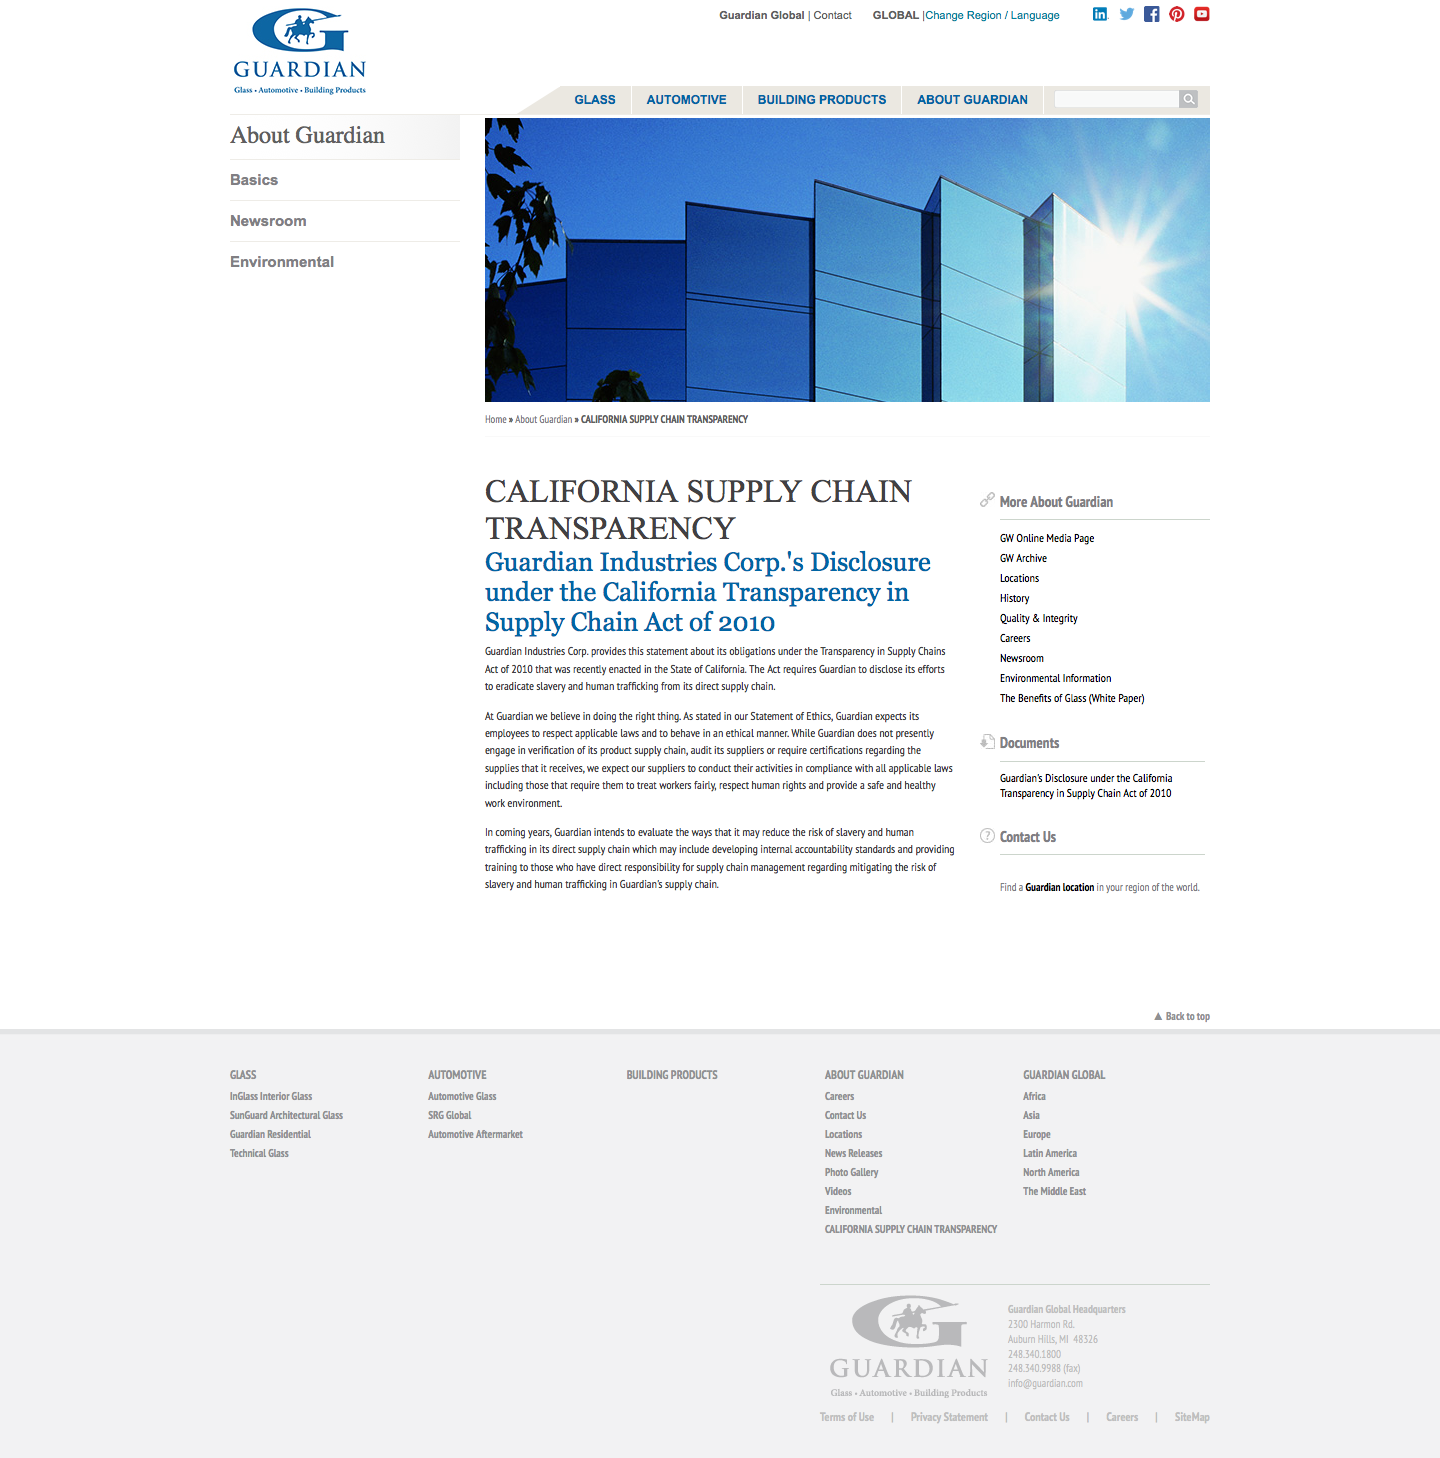 Guardian Global | Contact GLOBAL |Change Region / Language
GUARDIAN
Glass • Automotive • Building Products
GLASS AUTOMOTIVE BUILDING PRODUCTS ABOUT GUARDIAN
About Guardian
Basics
Newsroom
Environmental
Home » About Guardian » CALIFORNIA SUPPLY CHAIN TRANSPARENCY
CALIFORNIA SUPPLY CHAIN
TRANSPARENCY
Guardian Industries Corp.'s Disclosure
under the California Transparency in
Supply Chain Act of 2010
Guardian Industries Corp. provides this statement about its obligations under the Transparency in Supply Chains
Act of 2010 that was recently enacted in the State of California. The Act requires Guardian to disclose its efforts
to eradicate slavery and human trafficking from its direct supply chain.
At Guardian we believe in doing the right thing. As stated in our Statement of Ethics, Guardian expects its
employees to respect applicable laws and to behave in an ethical manner. While Guardian does not presently
engage in verification of its product supply chain, audit its suppliers or require certifications regarding the
supplies that it receives, we expect our suppliers to conduct their activities in compliance with all applicable laws
including those that require them to treat workers fairly, respect human rights and provide a safe and healthy
work environment.
In coming years, Guardian intends to evaluate the ways that it may reduce the risk of slavery and human
trafficking in its direct supply chain which may include developing internal accountability standards and providing
training to those who have direct responsibility for supply chain management regarding mitigating the risk of
slavery and human trafficking in Guardian's supply chain.
More About Guardian
GW Online Media Page
GW Archive
Locations
History
Quality & Integrity
Careers
Newsroom
Environmental Information
The Benefits of Glass (White Paper)
Documents
Guardian's Disclosure under the California
Transparency in Supply Chain Act of 2010
Contact Us
Find a Guardian location in your region of the world.
▲ Back to top
GLASS
InGlass Interior Glass
SunGuard Architectural Glass
Guardian Residential
Technical Glass
AUTOMOTIVE
Automotive Glass
SRG Global
Automotive Aftermarket
BUILDING PRODUCTS
ABOUT GUARDIAN
Careers
Contact Us
Locations
News Releases
Photo Gallery
Videos
Environmental
CALIFORNIA SUPPLY CHAIN TRANSPARENCY
GUARDIAN GLOBAL
Africa
Asia
Europe
Latin America
North America
The Middle East
GUARDIAN
Glass • Automotive • Building Products
Guardian Global Headquarters
2300 Harmon Rd.
Auburn Hills, MI 48326
248.340.1800
248.340.9988 (fax)
info@guardian.com
Terms of Use | Privacy Statement | Contact Us | Careers | SiteMap